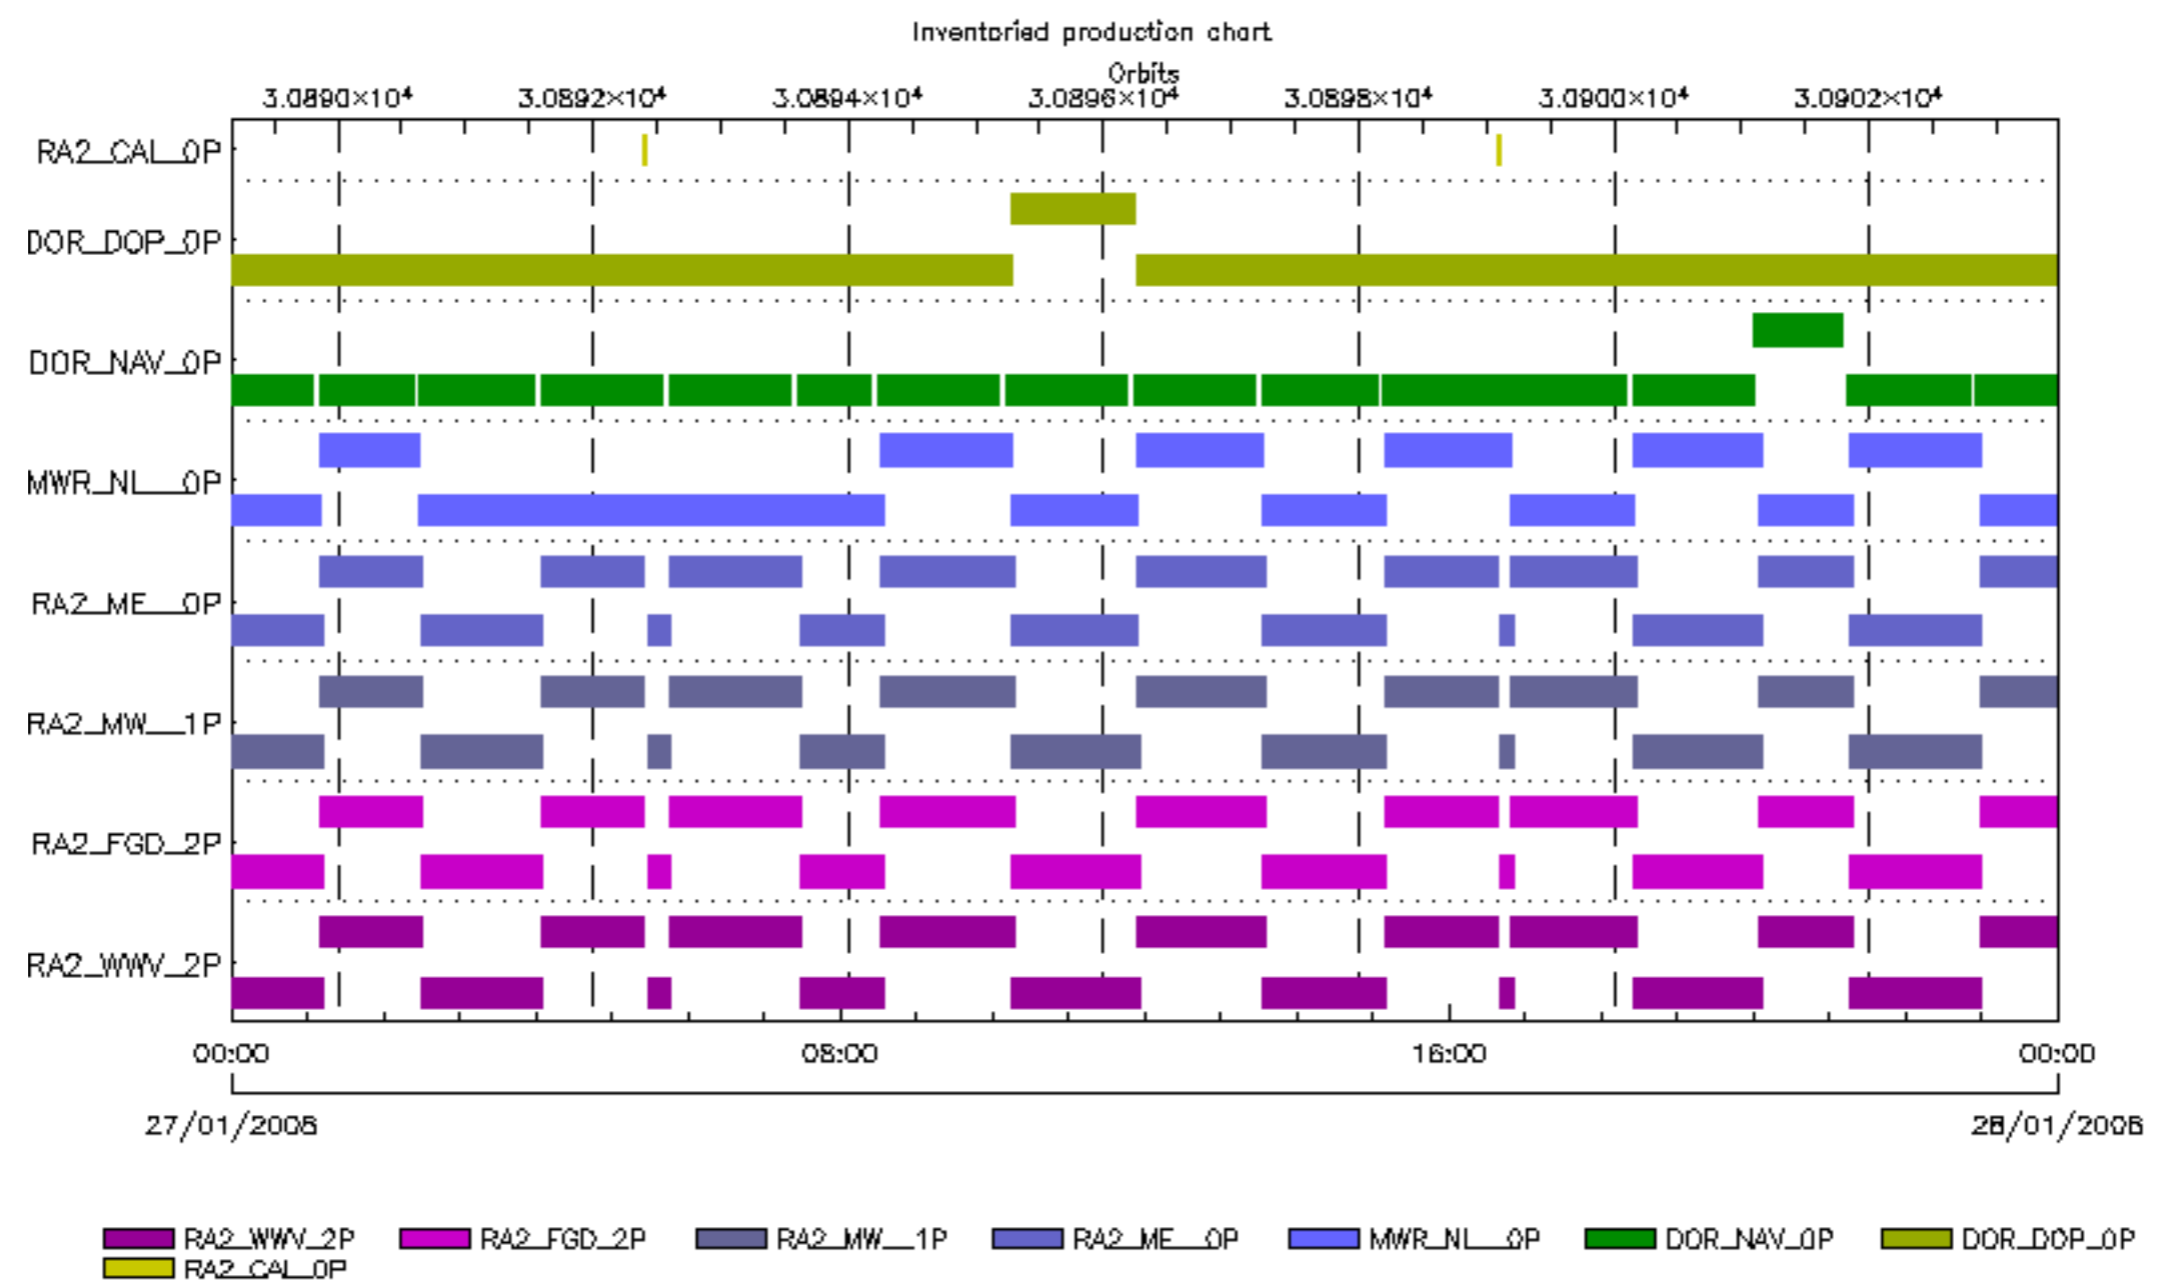 Inventoried production chart
Orbits
3.0890×10⁴ 3.0892×10⁴ 3.0894×10⁴ 3.0896×10⁴ 3.0898×10⁴ 3.0900×10⁴ 3.0902×10⁴
RA2_CAL_0P
DOR_DOP_0P
DOR_NAV_0P
MWR_NL__0P
RA2_ME__0P
RA2_MW__1P
RA2_FGD_2P
RA2_WWV_2P
00:00 08:00 16:00 00:00
27/01/2008 28/01/2008
RA2_WWV_2P RA2_FGD_2P RA2_MW__1P RA2_ME__0P MWR_NL__0P DOR_NAV_0P DOR_DOP_0P
RA2_CAL_0P